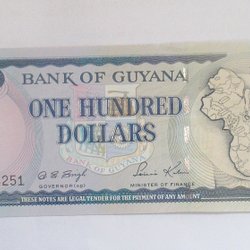 BANK OF GUYANA
ONE HUNDRED
DOLLARS
251
GOVERNOR (ag)
MINISTER OF FINANCE
THESE NOTES ARE LEGAL TENDER FOR THE PAYMENT OF ANY AMOUNT